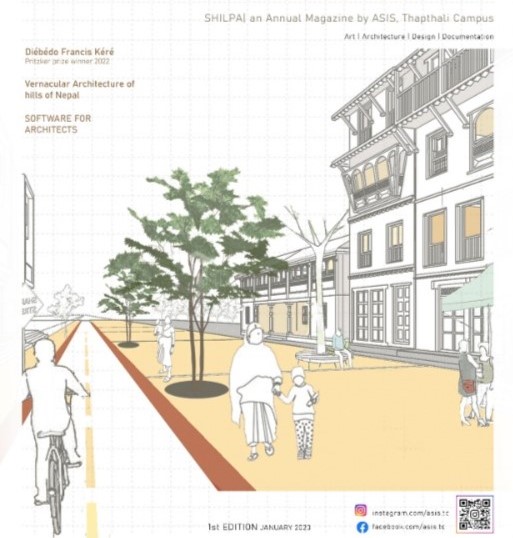 SHILPA| an Annual Magazine by ASIS, Thapthali Campus
Art | Architecture | Design | Documentation
Diébédo Francis Kéré
Pritzker prize winner 2022
Vernacular Architecture of
hills of Nepal
SOFTWARE FOR
ARCHITECTS
instagram.com/asis.tc
facebook.com/asis.tc
1st EDITION JANUARY 2023